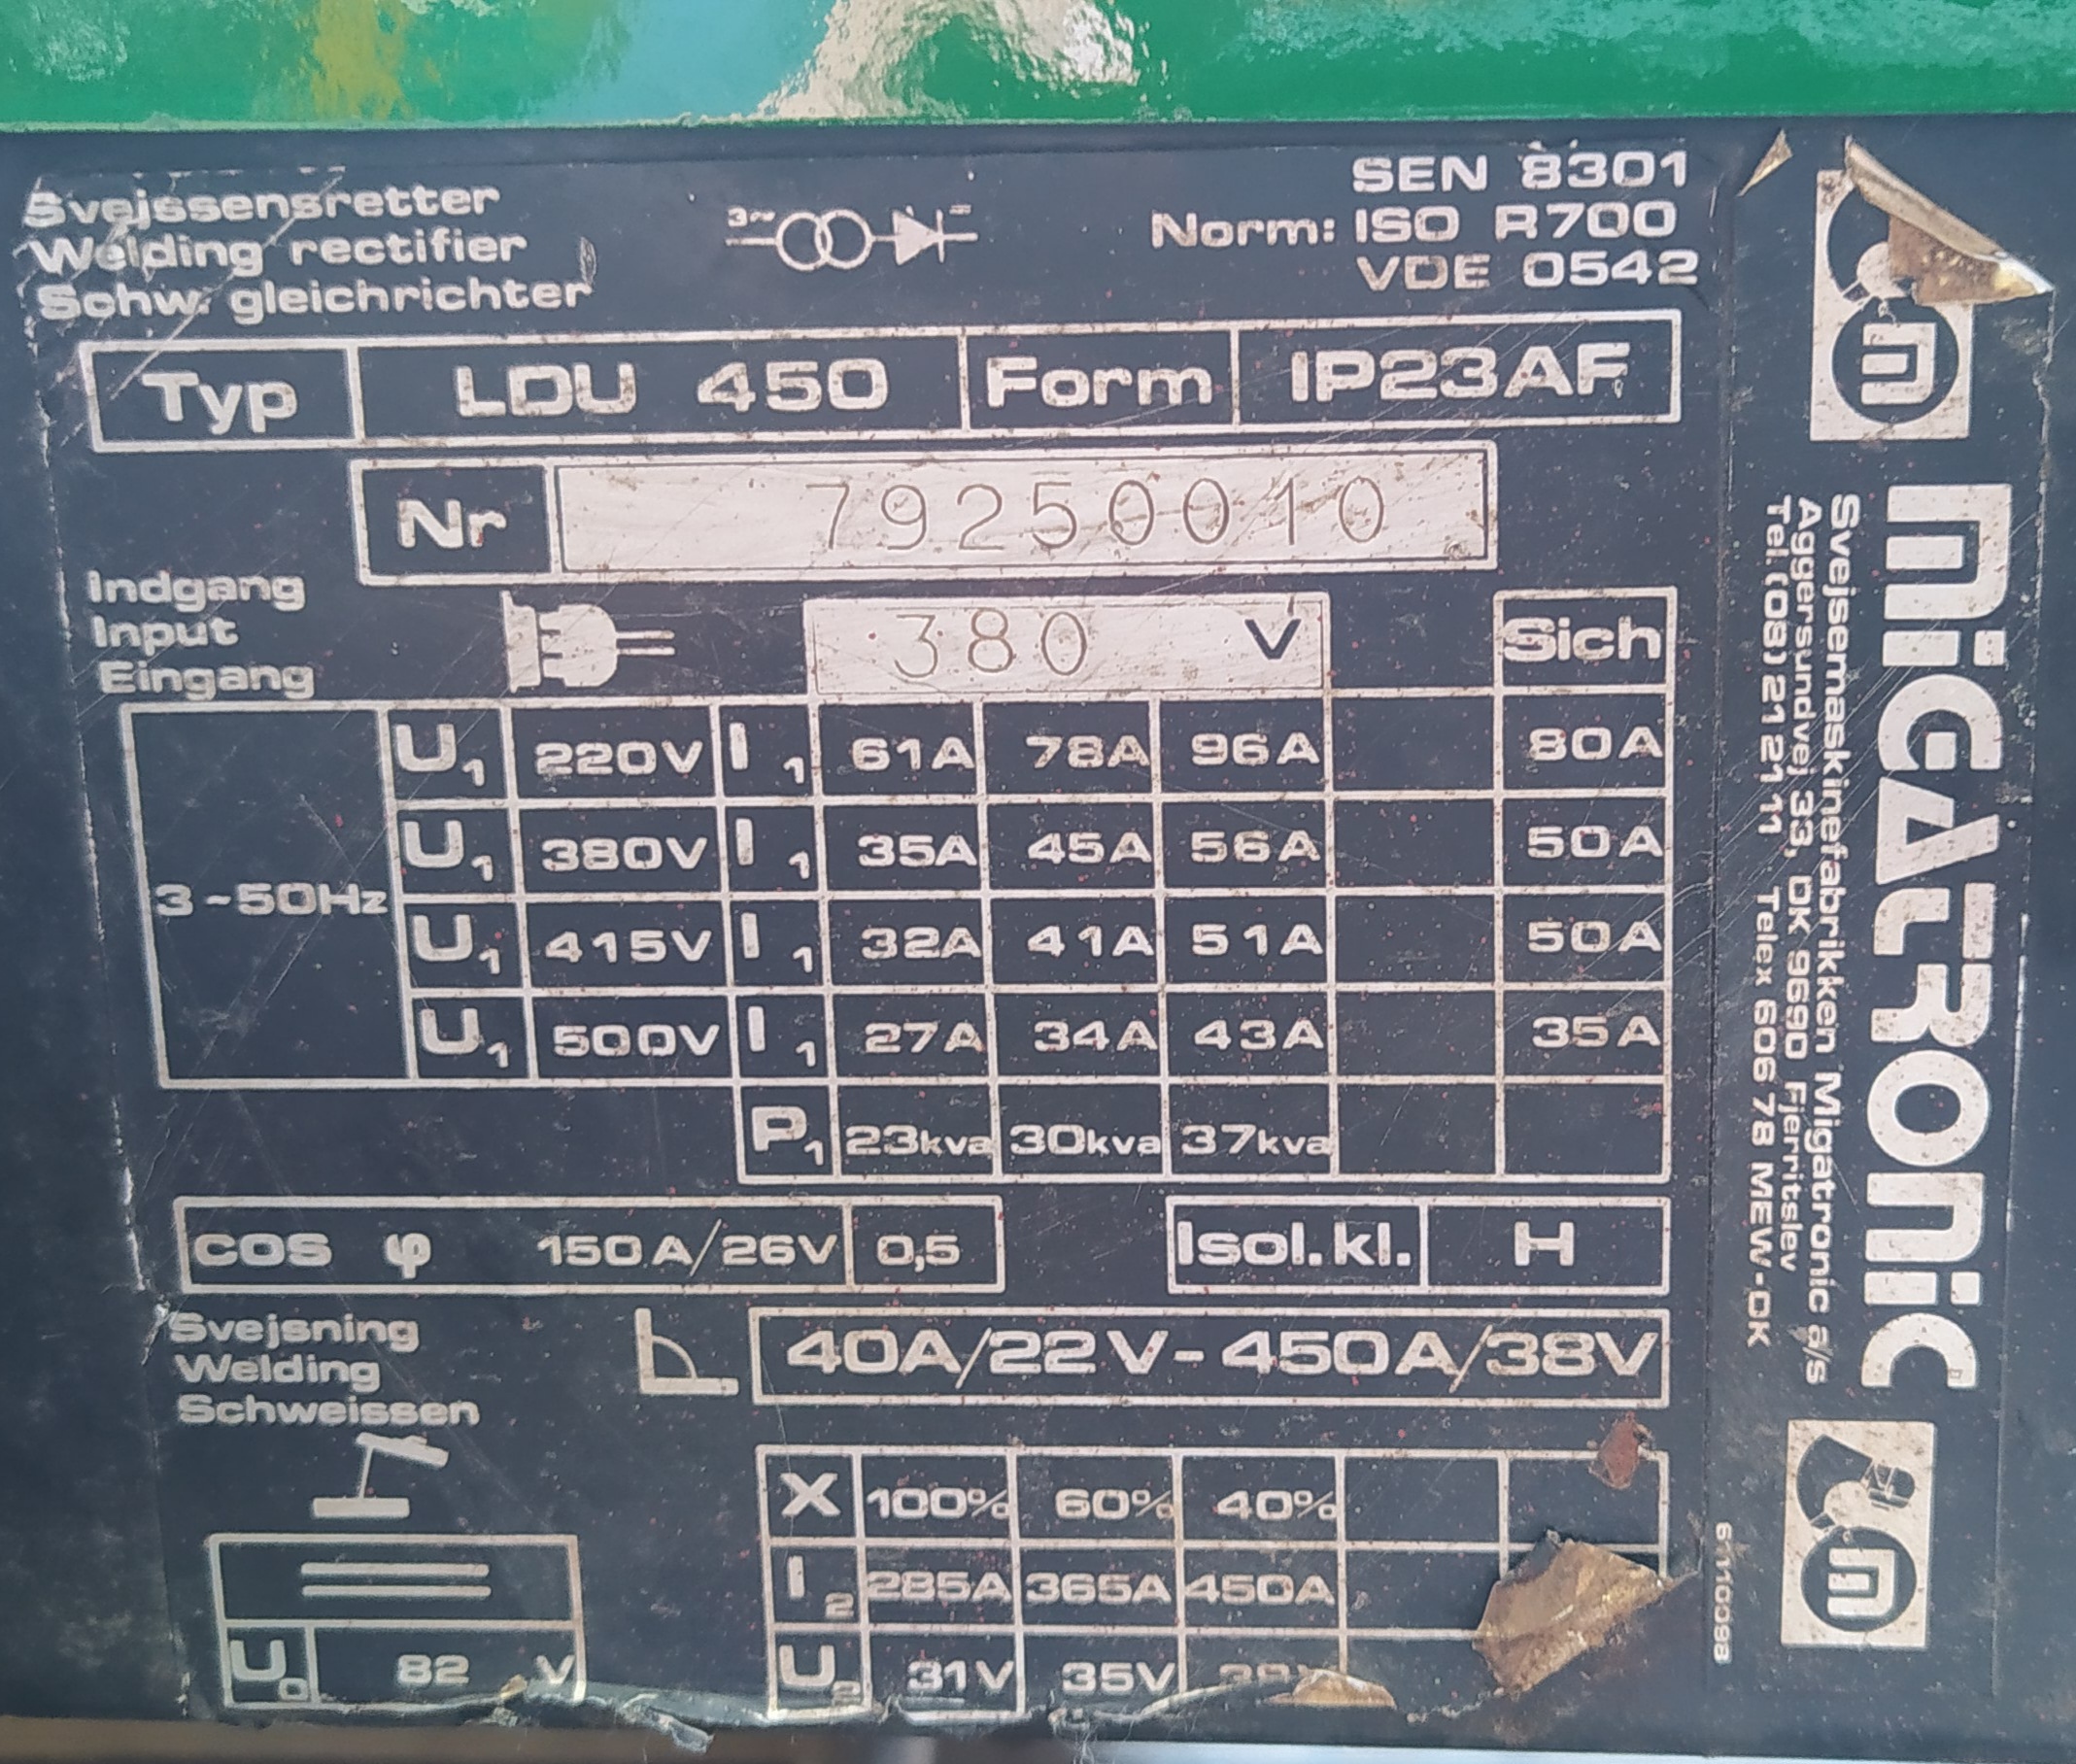 Svejssensretter
Welding rectifier
Schw. gleichrichter
3~ =
SEN 8301
Norm: ISO R700
VDE 0542
Typ LDU 450 Form IP23AF
Nr 79250010
Indgang
Input
Eingang
380 V Sich
3~50Hz
U1 220V I1 61A 78A 96A 80A
U1 380V I1 35A 45A 56A 50A
U1 415V I1 32A 41A 51A 50A
U1 500V I1 27A 34A 43A 35A
P1 23kva 30kva 37kva
cos φ 150A/26V 0,5 Isol.kl. H
Svejsning
Welding
Schweissen
40A/22V-450A/38V
X 100% 60% 40%
I2 285A 365A 450A
U0 82 V
U2 31V 35V
m
MIGATRONIC
Svejsemaskinefabrikken Migatronic a/s
Aggersundvej 33, DK 9690 Fjerritslev
Tel.(08) 21 21 11 Telex 606 78 MEW-DK
m